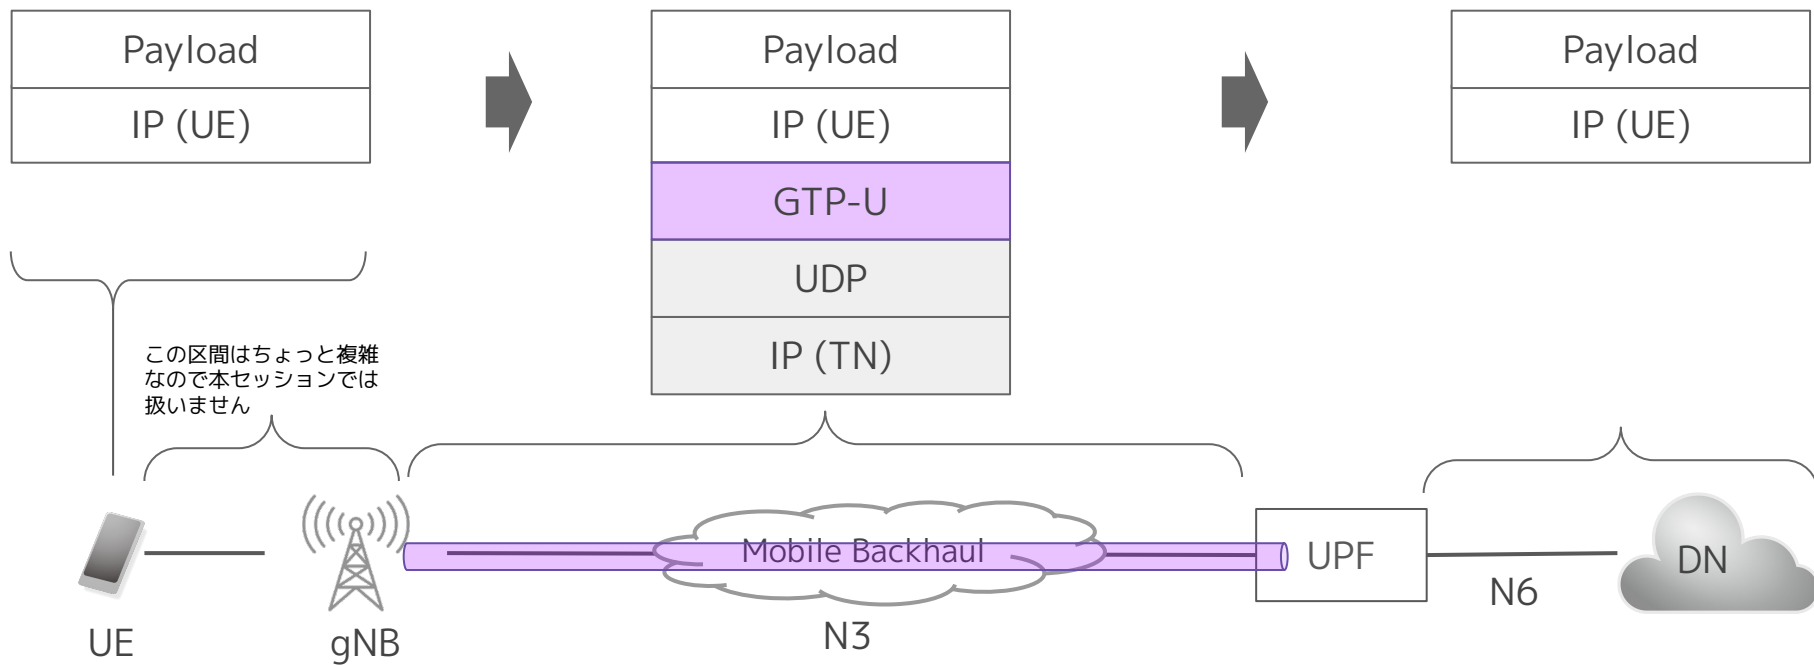 Payload
IP (UE)
Payload
IP (UE)
GTP-U
UDP
IP (TN)
Payload
IP (UE)
この区間はちょっと複雑
なので本セッションでは
扱いません
Mobile Backhaul
UPF
DN
N6
UE
gNB
N3